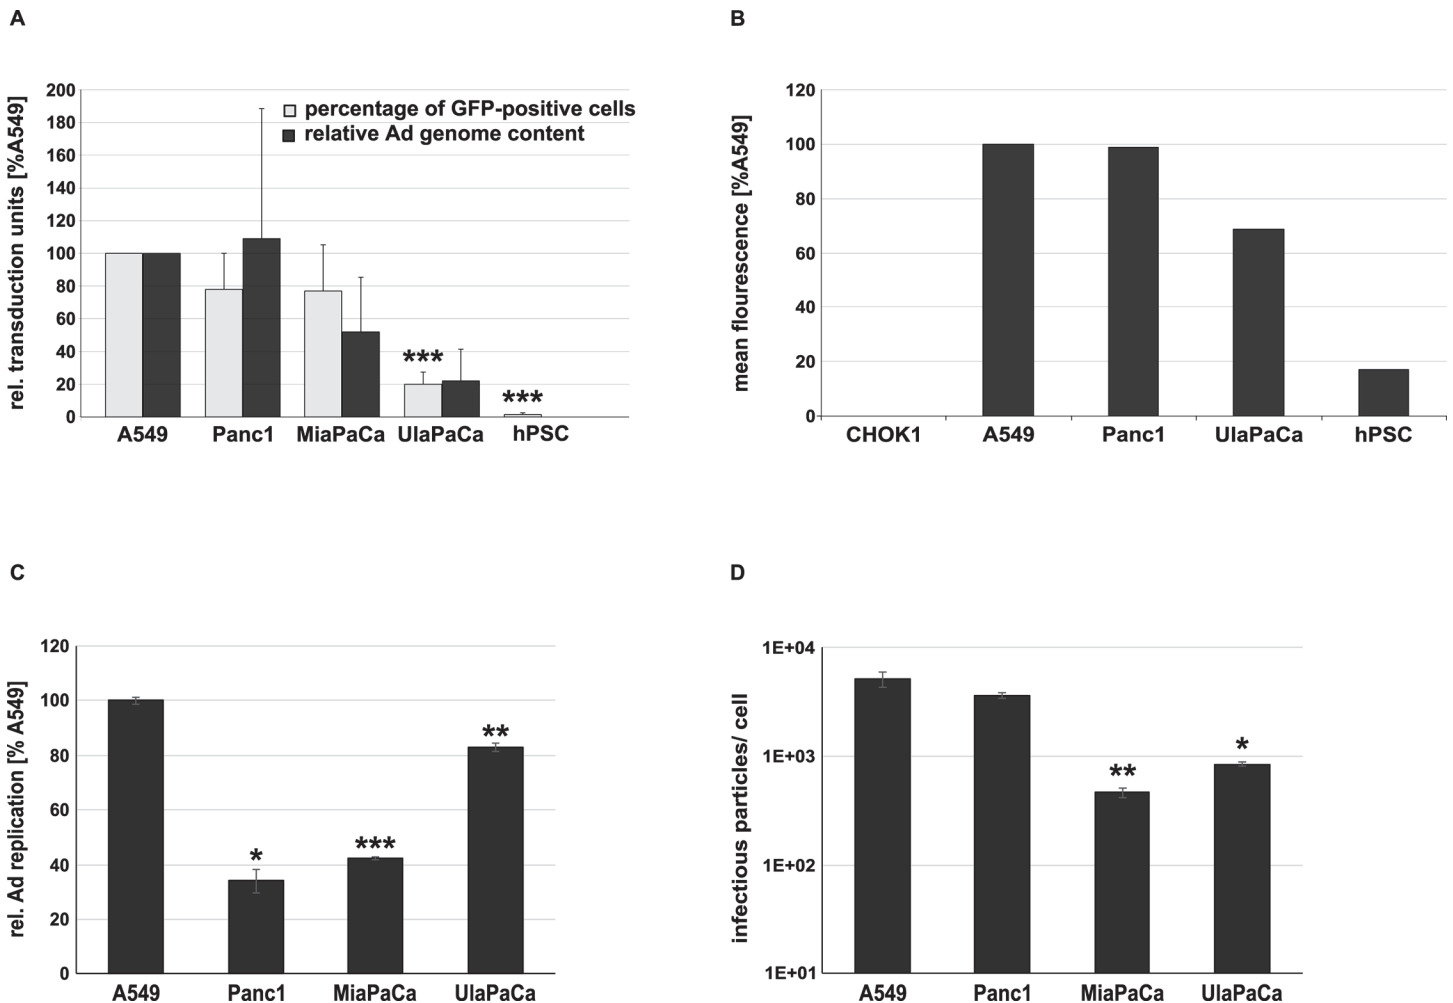 A
rel. transduction units [%A549]
200
180
160
140
120
100
80
60
40
20
0
percentage of GFP-positive cells
relative Ad genome content
***
***
A549 Panc1 MiaPaCa UlaPaCa hPSC
B
mean flourescence [%A549]
120
100
80
60
40
20
0
CHOK1 A549 Panc1 UlaPaCa hPSC
C
rel. Ad replication [% A549]
120
100
80
60
40
20
0
*
***
**
A549 Panc1 MiaPaCa UlaPaCa
D
infectious particles/ cell
1E+04
1E+03
1E+02
1E+01
**
*
A549 Panc1 MiaPaCa UlaPaCa